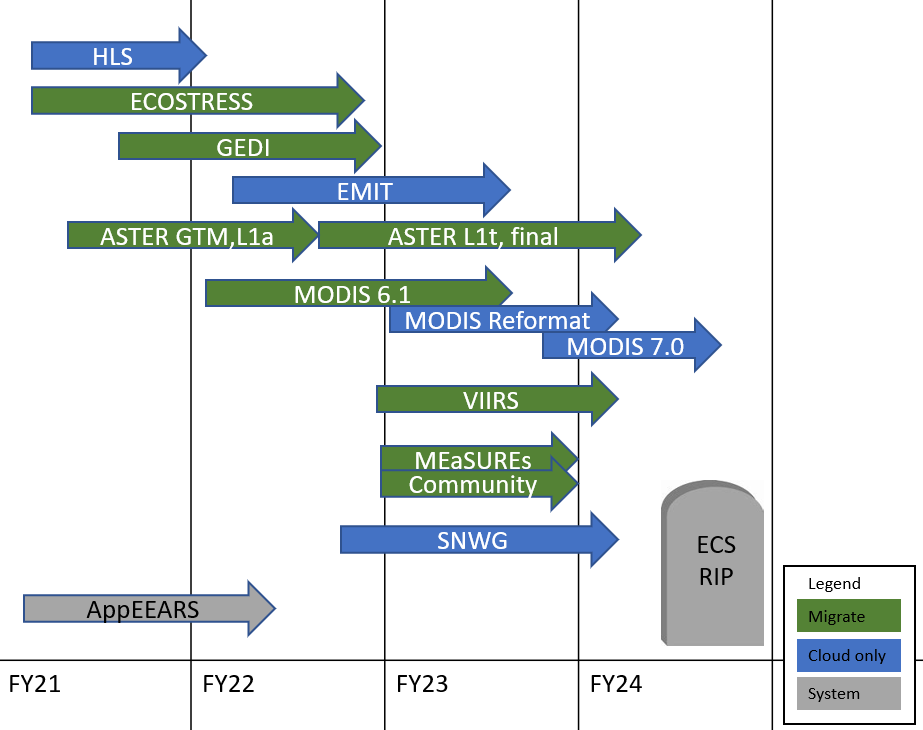 HLS
ECOSTRESS
GEDI
EMIT
ASTER GTM,L1a
ASTER L1t, final
MODIS 6.1
MODIS Reformat
MODIS 7.0
VIIRS
MEaSUREs
Community
SNWG
ECS
RIP
AppEEARS
Legend
Migrate
Cloud only
System
FY21
FY22
FY23
FY24